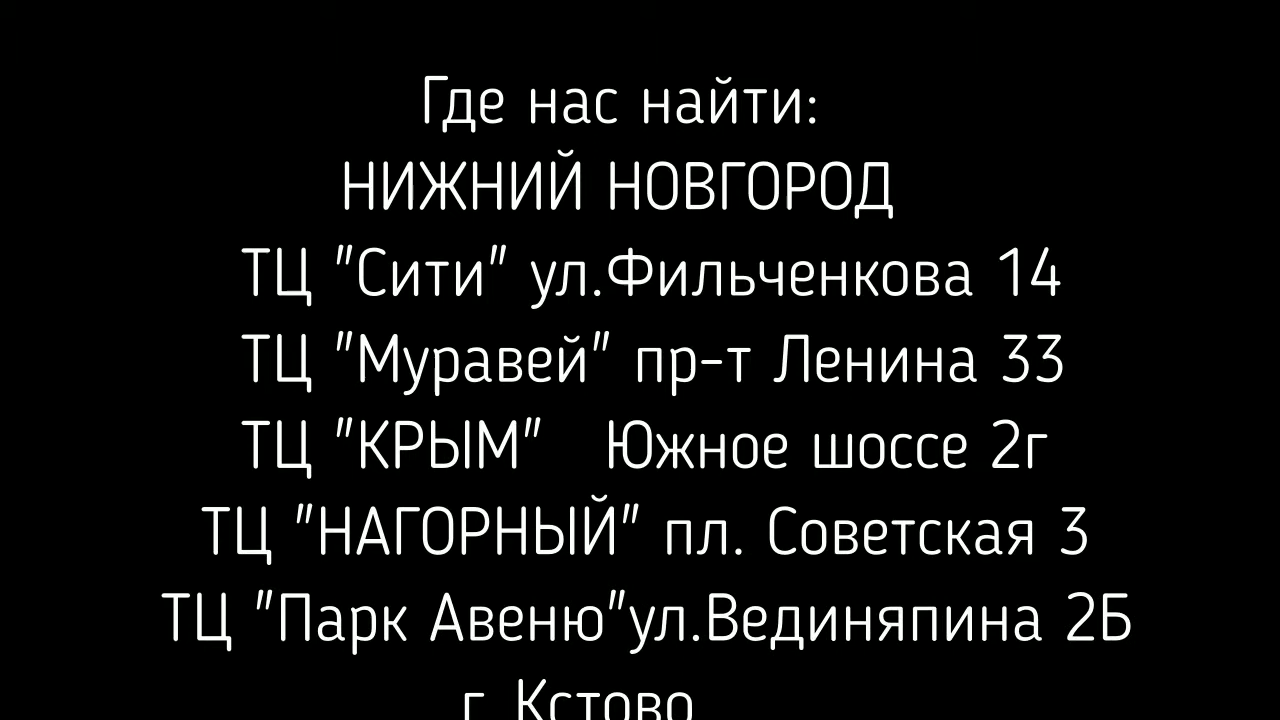 Где нас найти:
НИЖНИЙ НОВГОРОД
ТЦ "Сити" ул.Фильченкова 14
ТЦ "Муравей" пр-т Ленина 33
ТЦ "КРЫМ" Южное шоссе 2г
ТЦ "НАГОРНЫЙ" пл. Советская 3
ТЦ "Парк Авеню"ул.Вединяпина 2Б
г. Кстово